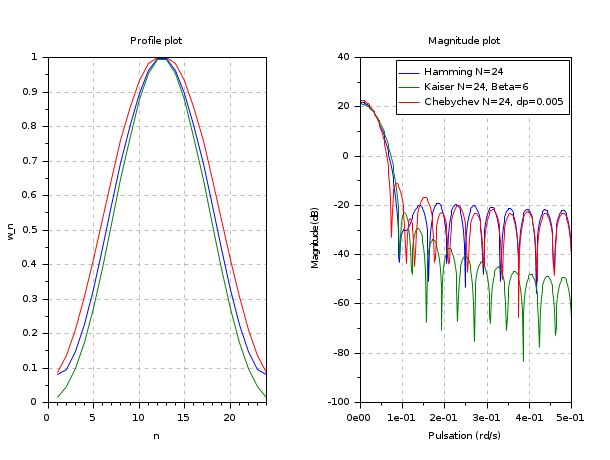 Profile plot
1
0.9
0.8
0.7
0.6
0.5
0.4
0.3
0.2
0.1
0
w_n
0 5 10 15 20
n
Magnitude plot
Hamming N=24
Kaiser N=24, Beta=6
Chebychev N=24, dp=0.005
40
20
0
-20
-40
-60
-80
-100
Magnitude (dB)
0e00 1e-01 2e-01 3e-01 4e-01 5e-01
Pulsation (rd/s)